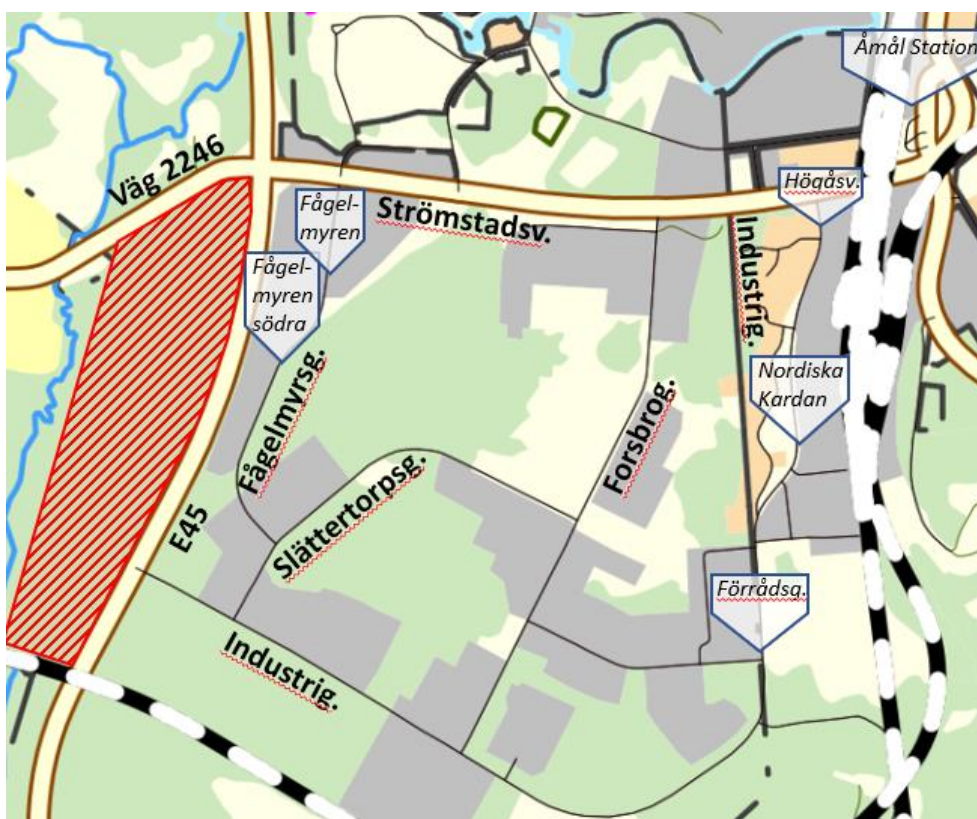 Åmål Station
Väg 2246
Högåsv.
Fågel-
myren
Strömstadsv.
Industrig.
Fågel-
myren
södra
Nordiska
Kardan
Fågelmyrsg.
Forsbrog.
Slättertorpsg.
E45
Förrådsg.
Industrig.